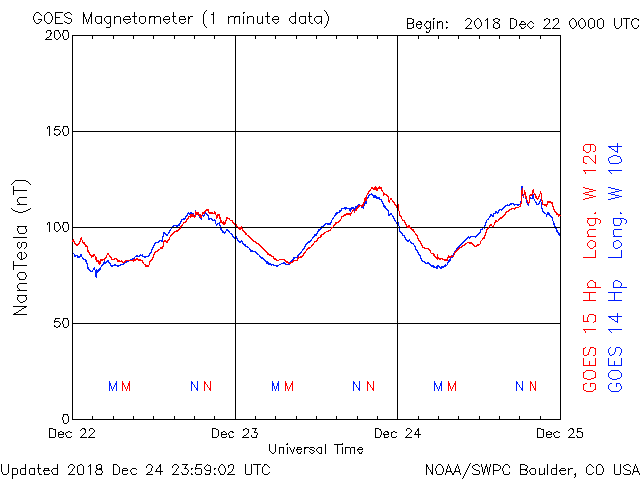 GOES Magnetometer (1 minute data)
Begin: 2018 Dec 22 0000 UTC
200
150
100
50
0
NanoTesla (nT)
M M N N M M N N M M N N
Dec 22 Dec 23 Dec 24 Dec 25
Universal Time
GOES 15 Hp Long. W 129
GOES 14 Hp Long. W 104
Updated 2018 Dec 24 23:59:02 UTC
NOAA/SWPC Boulder, CO USA